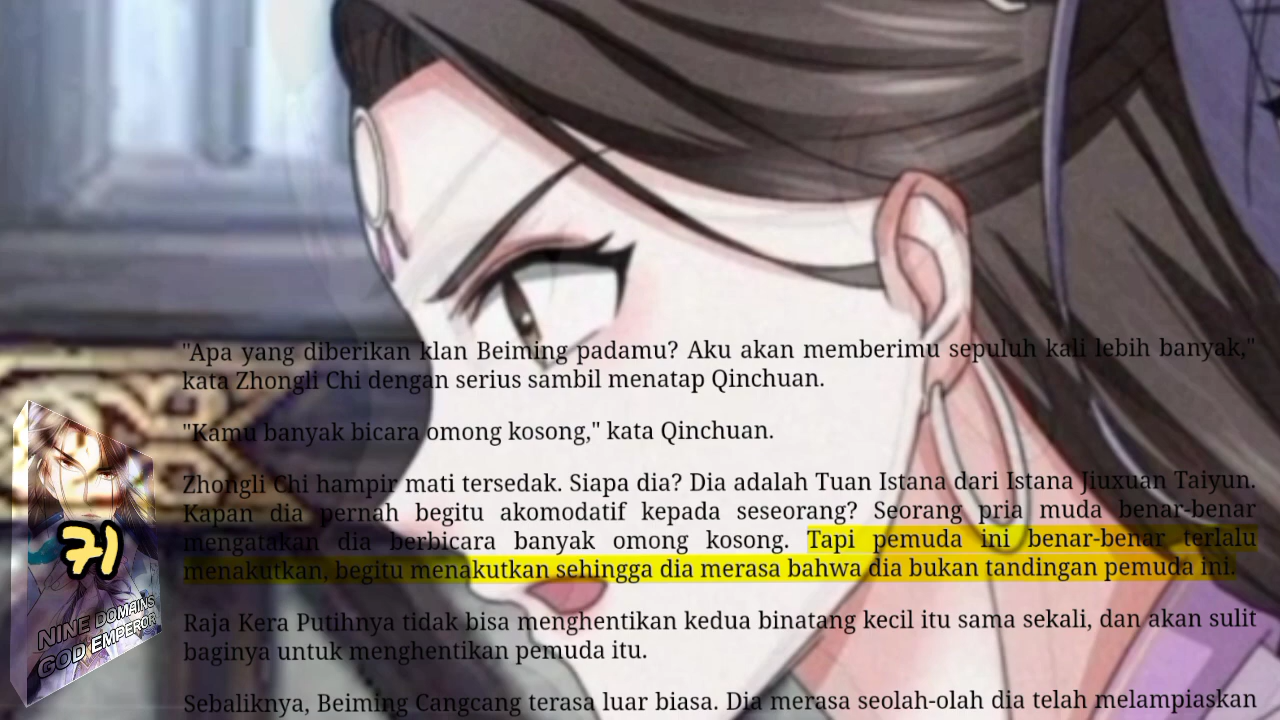 "Apa yang diberikan klan Beiming padamu? Aku akan memberimu sepuluh kali lebih banyak,"
kata Zhongli Chi dengan serius sambil menatap Qinchuan.
"Kamu banyak bicara omong kosong," kata Qinchuan.
Zhongli Chi hampir mati tersedak. Siapa dia? Dia adalah Tuan Istana dari Istana Jiuxuan Taiyun.
Kapan dia pernah begitu akomodatif kepada seseorang? Seorang pria muda benar-benar
mengatakan dia berbicara banyak omong kosong. Tapi pemuda ini benar-benar terlalu
menakutkan, begitu menakutkan sehingga dia merasa bahwa dia bukan tandingan pemuda ini.
Raja Kera Putihnya tidak bisa menghentikan kedua binatang kecil itu sama sekali, dan akan sulit
baginya untuk menghentikan pemuda itu.
Sebaliknya, Beiming Cangcang terasa luar biasa. Dia merasa seolah-olah dia telah melampiaskan
71
NINE DOMAINS
GOD EMPEROR